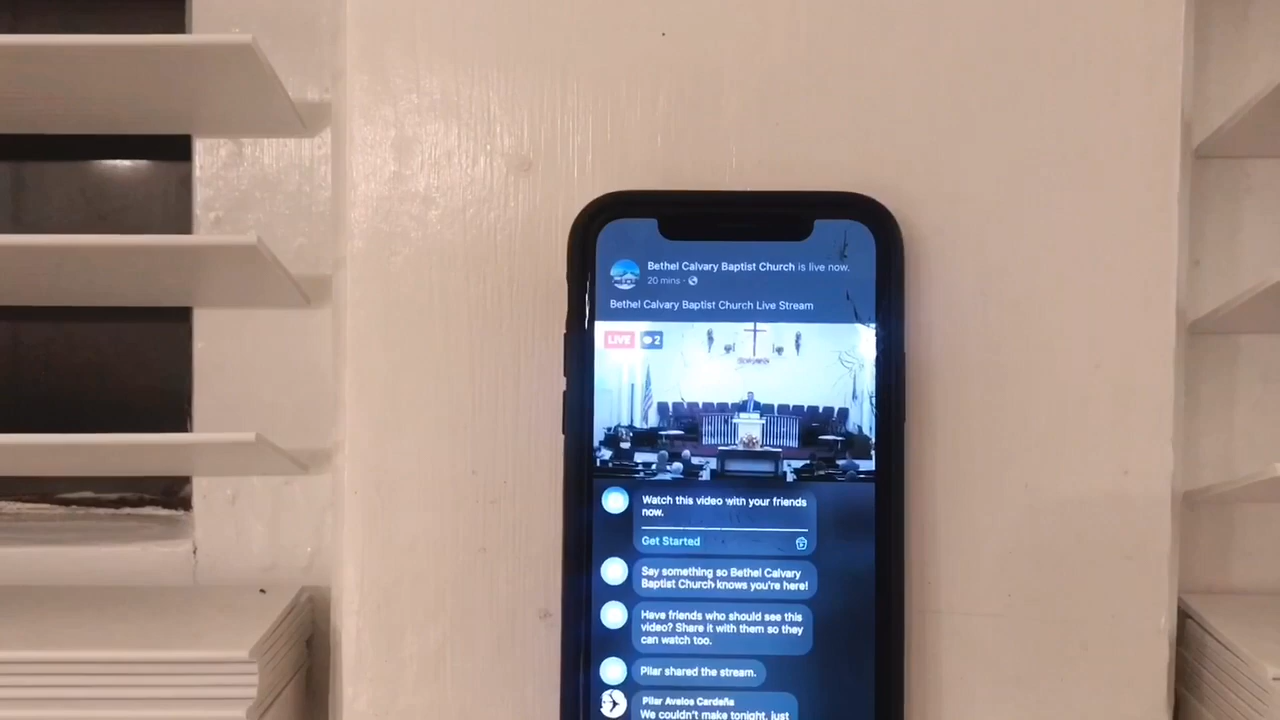 Bethel Calvary Baptist Church is live now.
20 mins ·
Bethel Calvary Baptist Church Live Stream
LIVE 2
Watch this video with your friends
now.
Get Started
Say something so Bethel Calvary
Baptist Church knows you're here!
Have friends who should see this
video? Share it with them so they
can watch too.
Pilar shared the stream.
Pilar Avalos Cardeña
We couldn't make tonight, just